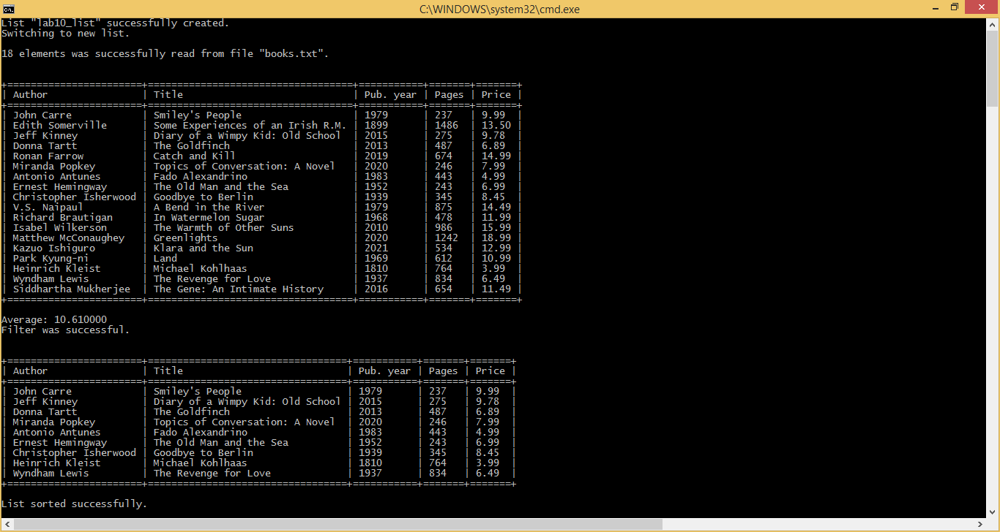 C:\WINDOWS\system32\cmd.exe
List "lab10_list" successfully created.
Switching to new list.
18 elements was successfully read from file "books.txt".
+=======================+===================================+===========+=======+=======+
| Author                | Title                             | Pub. year | Pages | Price |
+=======================+===================================+===========+=======+=======+
| John Carre            | Smiley's People                   | 1979      | 237   | 9.99  |
| Edith Somerville      | Some Experiences of an Irish R.M. | 1899      | 1486  | 13.50 |
| Jeff Kinney           | Diary of a Wimpy Kid: Old School  | 2015      | 275   | 9.78  |
| Donna Tartt           | The Goldfinch                     | 2013      | 487   | 6.89  |
| Ronan Farrow          | Catch and Kill                    | 2019      | 674   | 14.99 |
| Miranda Popkey        | Topics of Conversation: A Novel   | 2020      | 246   | 7.99  |
| Antonio Antunes       | Fado Alexandrino                  | 1983      | 443   | 4.99  |
| Ernest Hemingway      | The Old Man and the Sea           | 1952      | 243   | 6.99  |
| Christopher Isherwood | Goodbye to Berlin                 | 1939      | 345   | 8.45  |
| V.S. Naipaul          | A Bend in the River               | 1979      | 875   | 14.49 |
| Richard Brautigan     | In Watermelon Sugar               | 1968      | 478   | 11.99 |
| Isabel Wilkerson      | The Warmth of Other Suns          | 2010      | 986   | 15.99 |
| Matthew McConaughey   | Greenlights                       | 2020      | 1242  | 18.99 |
| Kazuo Ishiguro        | Klara and the Sun                 | 2021      | 534   | 12.99 |
| Park Kyung-ni         | Land                              | 1969      | 612   | 10.99 |
| Heinrich Kleist       | Michael Kohlhaas                  | 1810      | 764   | 3.99  |
| Wyndham Lewis         | The Revenge for Love              | 1937      | 834   | 6.49  |
| Siddhartha Mukherjee  | The Gene: An Intimate History     | 2016      | 654   | 11.49 |
+=======================+===================================+===========+=======+=======+
Average: 10.610000
Filter was successful.
+=======================+==================================+===========+=======+=======+
| Author                | Title                            | Pub. year | Pages | Price |
+=======================+==================================+===========+=======+=======+
| John Carre            | Smiley's People                  | 1979      | 237   | 9.99  |
| Jeff Kinney           | Diary of a Wimpy Kid: Old School | 2015      | 275   | 9.78  |
| Donna Tartt           | The Goldfinch                    | 2013      | 487   | 6.89  |
| Miranda Popkey        | Topics of Conversation: A Novel  | 2020      | 246   | 7.99  |
| Antonio Antunes       | Fado Alexandrino                 | 1983      | 443   | 4.99  |
| Ernest Hemingway      | The Old Man and the Sea          | 1952      | 243   | 6.99  |
| Christopher Isherwood | Goodbye to Berlin                | 1939      | 345   | 8.45  |
| Heinrich Kleist       | Michael Kohlhaas                 | 1810      | 764   | 3.99  |
| Wyndham Lewis         | The Revenge for Love             | 1937      | 834   | 6.49  |
+=======================+==================================+===========+=======+=======+
List sorted successfully.